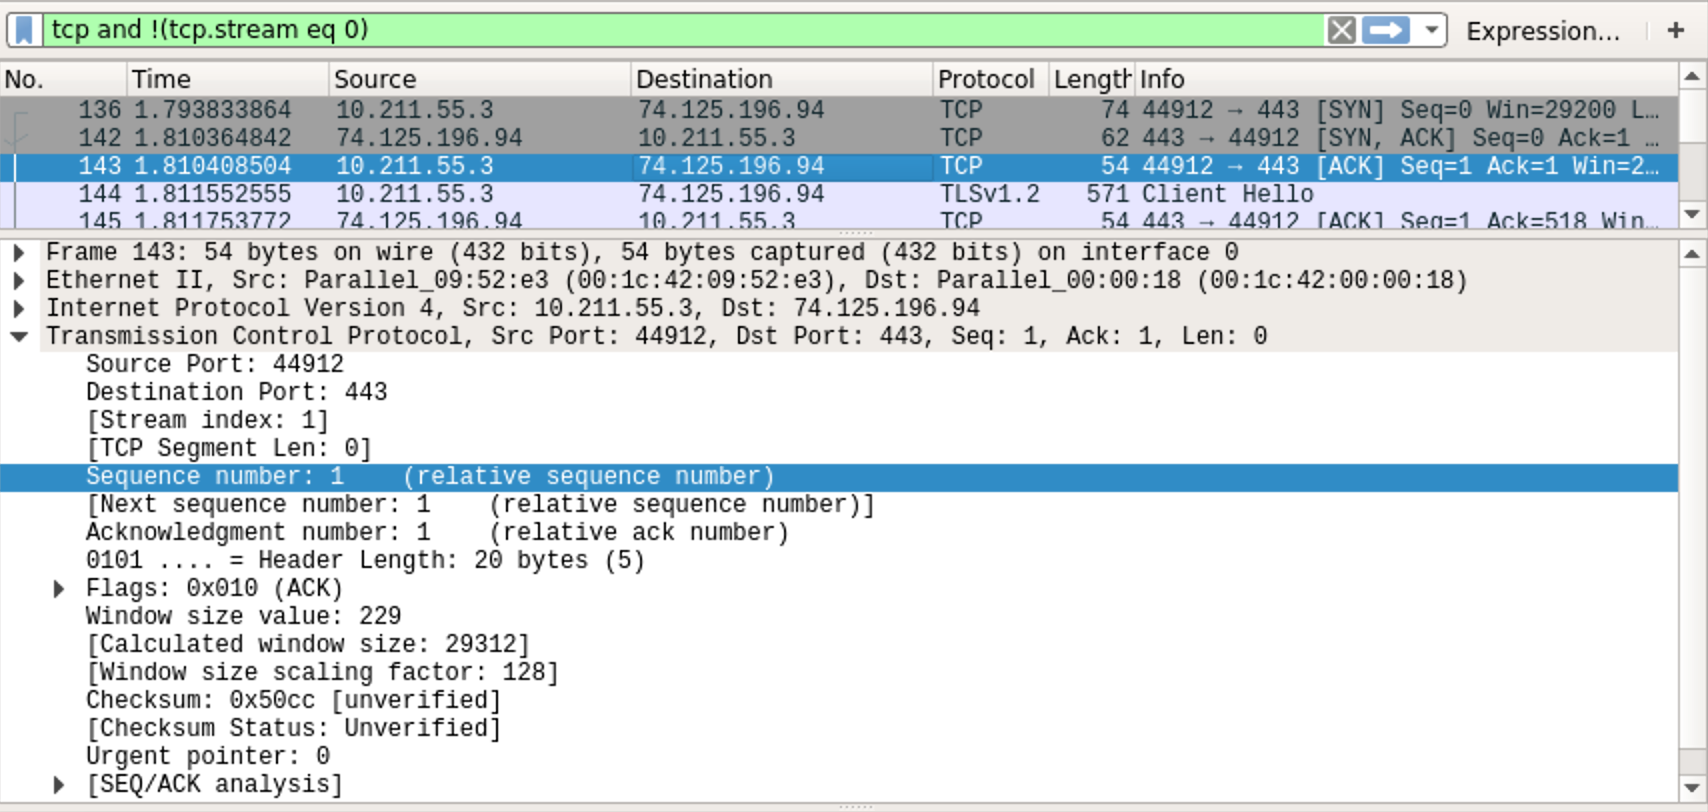 tcp and !(tcp.stream eq 0)
Expression... +
No. Time Source Destination Protocol Length Info
136 1.793833864 10.211.55.3 74.125.196.94 TCP 74 44912 → 443 [SYN] Seq=0 Win=29200 L…
142 1.810364842 74.125.196.94 10.211.55.3 TCP 62 443 → 44912 [SYN, ACK] Seq=0 Ack=1 …
143 1.810408504 10.211.55.3 74.125.196.94 TCP 54 44912 → 443 [ACK] Seq=1 Ack=1 Win=2…
144 1.811552555 10.211.55.3 74.125.196.94 TLSv1.2 571 Client Hello
145 1.811753772 74.125.196.94 10.211.55.3 TCP 54 443 → 44912 [ACK] Seq=1 Ack=518 Win…
Frame 143: 54 bytes on wire (432 bits), 54 bytes captured (432 bits) on interface 0
Ethernet II, Src: Parallel_09:52:e3 (00:1c:42:09:52:e3), Dst: Parallel_00:00:18 (00:1c:42:00:00:18)
Internet Protocol Version 4, Src: 10.211.55.3, Dst: 74.125.196.94
Transmission Control Protocol, Src Port: 44912, Dst Port: 443, Seq: 1, Ack: 1, Len: 0
Source Port: 44912
Destination Port: 443
[Stream index: 1]
[TCP Segment Len: 0]
Sequence number: 1 (relative sequence number)
[Next sequence number: 1 (relative sequence number)]
Acknowledgment number: 1 (relative ack number)
0101 .... = Header Length: 20 bytes (5)
Flags: 0x010 (ACK)
Window size value: 229
[Calculated window size: 29312]
[Window size scaling factor: 128]
Checksum: 0x50cc [unverified]
[Checksum Status: Unverified]
Urgent pointer: 0
[SEQ/ACK analysis]